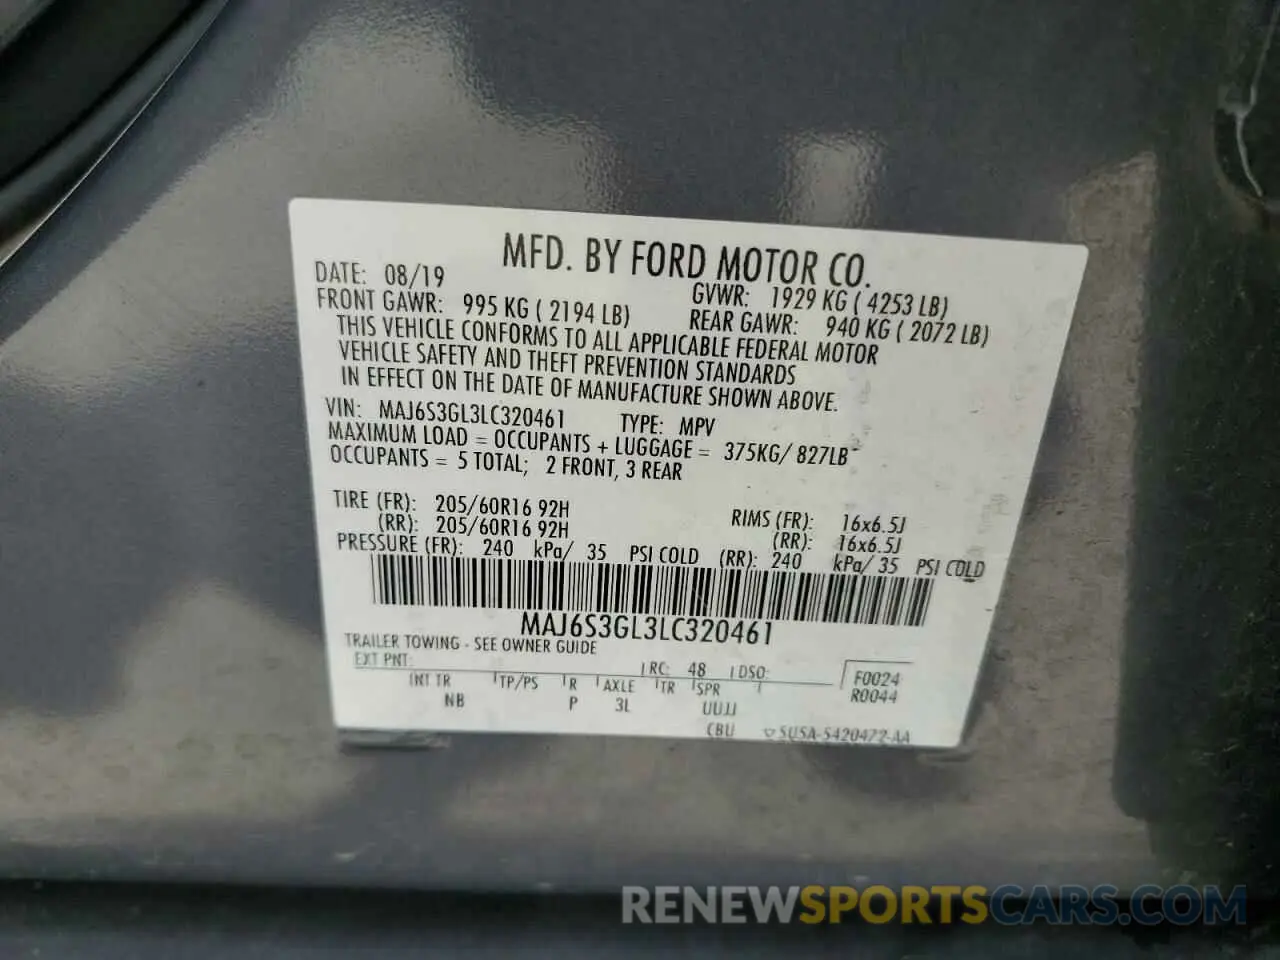 MFD. BY FORD MOTOR CO.
DATE: 08/19 GVWR: 1929 KG ( 4253 LB)
FRONT GAWR: 995 KG ( 2194 LB) REAR GAWR: 940 KG ( 2072 LB)
THIS VEHICLE CONFORMS TO ALL APPLICABLE FEDERAL MOTOR
VEHICLE SAFETY AND THEFT PREVENTION STANDARDS
IN EFFECT ON THE DATE OF MANUFACTURE SHOWN ABOVE.
VIN: MAJ6S3GL3LC320461 TYPE: MPV
MAXIMUM LOAD = OCCUPANTS + LUGGAGE = 375KG/ 827LB
OCCUPANTS = 5 TOTAL; 2 FRONT, 3 REAR
TIRE (FR): 205/60R16 92H RIMS (FR): 16x6.5J
(RR): 205/60R16 92H (RR): 16x6.5J
PRESSURE (FR): 240 kPa/ 35 PSI COLD (RR): 240 kPa/ 35 PSI COLD
MAJ6S3GL3LC320461
TRAILER TOWING - SEE OWNER GUIDE
EXT PNT: RC: 48 DSO: F0024
INT TR TP/PS R AXLE TR SPR R0044
NB P 3L UUJJ
CBU 5U5A-5420472-AA
RENEWSPORTSCARS.COM